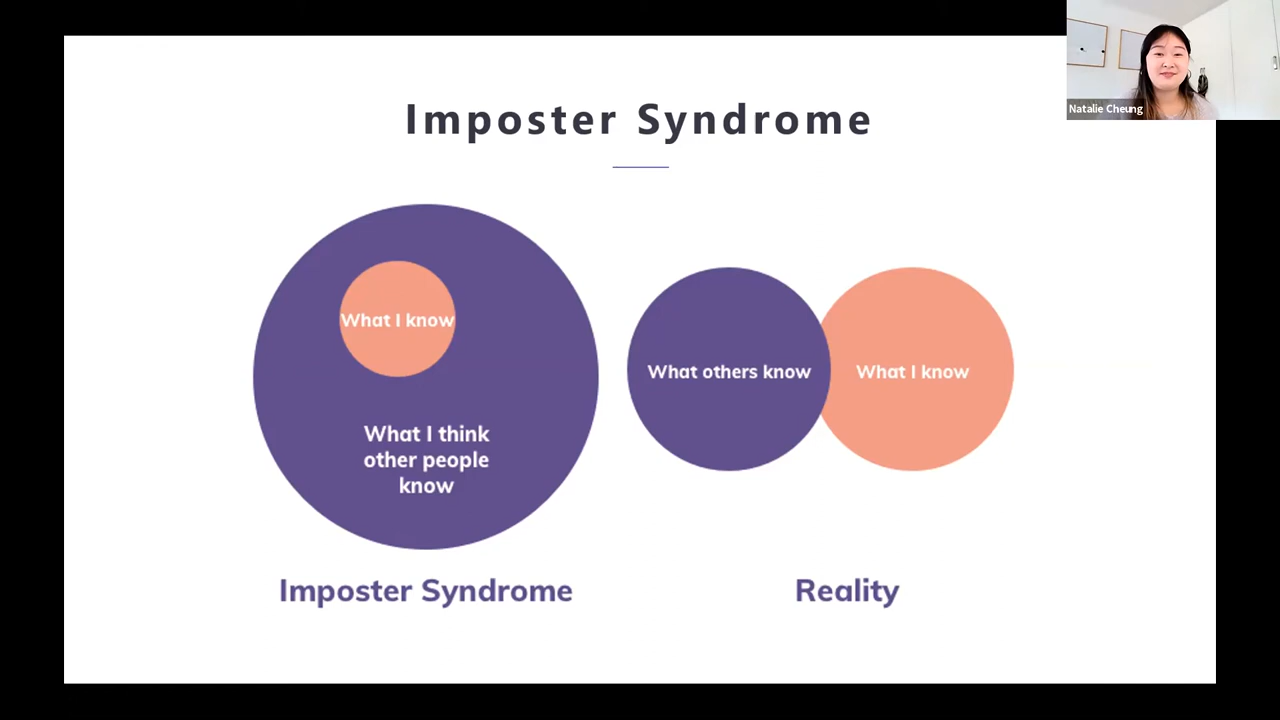 Natalie Cheung
Imposter Syndrome
What I know
What I think
other people
know
What others know
What I know
Imposter Syndrome
Reality